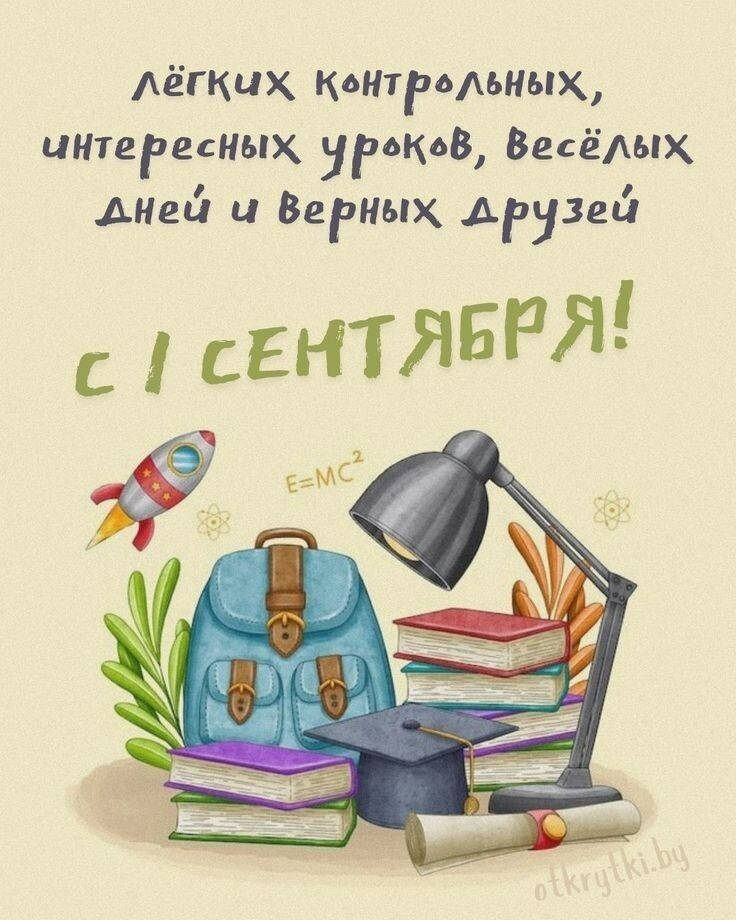 лёгких контрольных,
интересных уроков, весёлых
дней и верных друзей
С 1 СЕНТЯБРЯ!
E=MC²
otkrytki.by